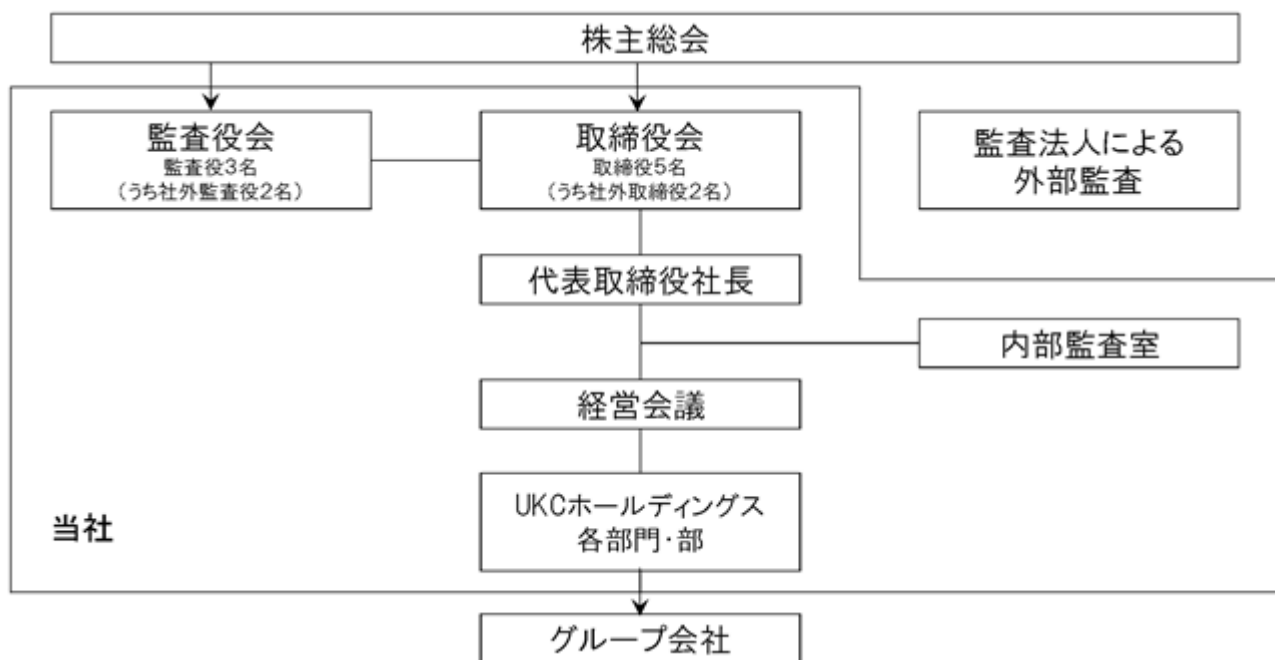 株主総会
監査役会
監査役3名
（うち社外監査役2名）
取締役会
取締役5名
（うち社外取締役2名）
監査法人による
外部監査
代表取締役社長
内部監査室
経営会議
UKCホールディングス
各部門・部
当社
グループ会社